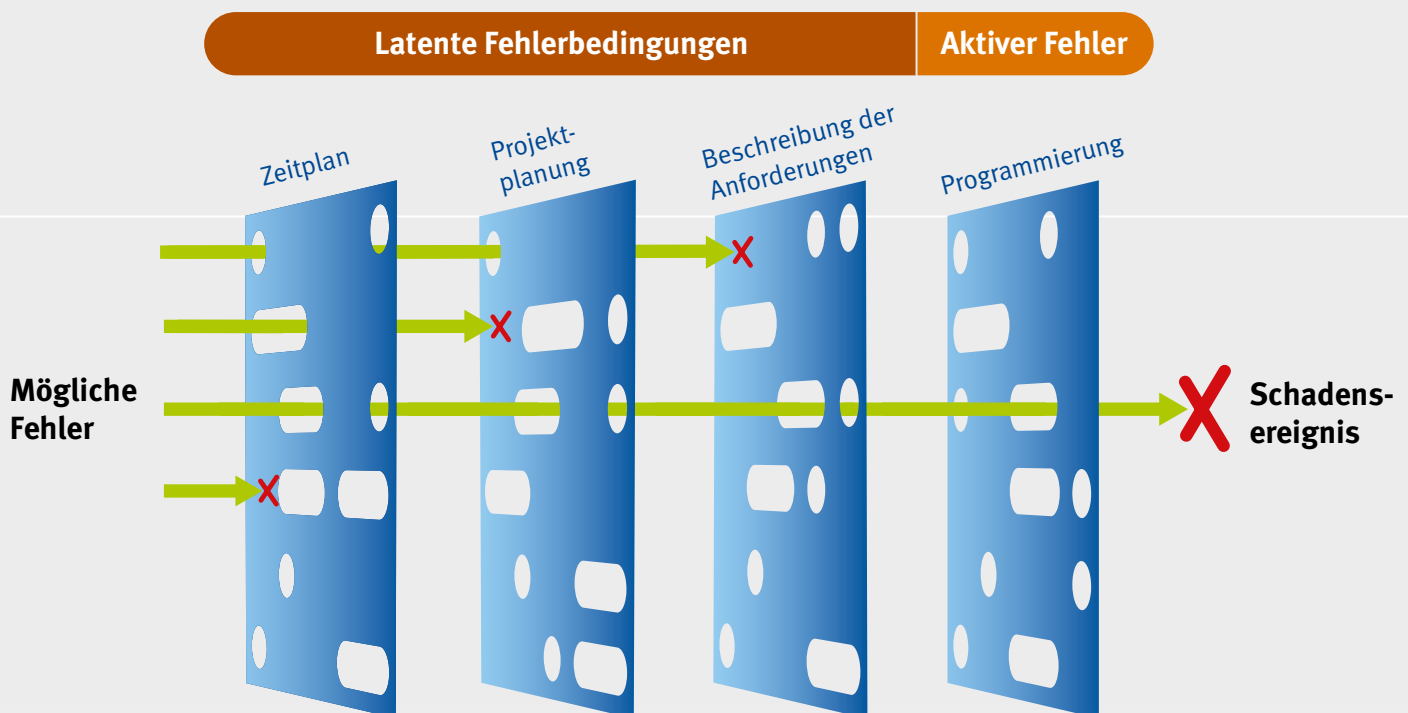 Latente Fehlerbedingungen
Aktiver Fehler
Zeitplan
Projekt-
planung
Beschreibung der
Anforderungen
Programmierung
Mögliche
Fehler
Schadens-
ereignis